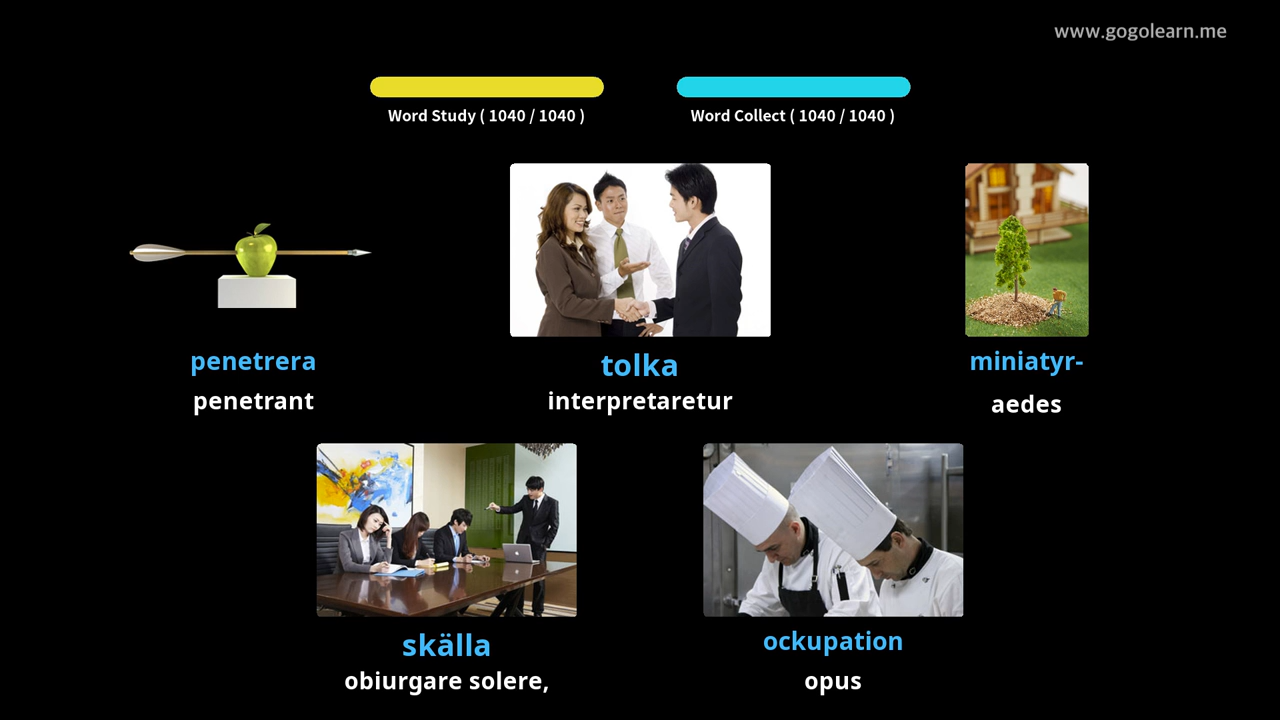 www.gogolearn.me
Word Study ( 1040 / 1040 )
Word Collect ( 1040 / 1040 )
penetrera
penetrant
tolka
interpretaretur
miniatyr-
aedes
skälla
obiurgare solere,
ockupation
opus